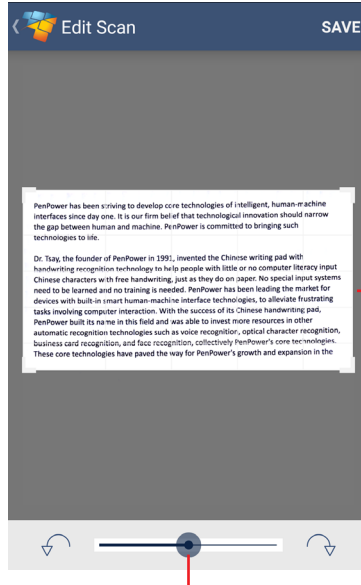 Edit Scan
SAVE
PenPower has been striving to develop core technologies of intelligent, human-machine
interfaces since day one. It is our firm belief that technological innovation should narrow
the gap between human and machine. PenPower is committed to bringing such
technologies to life.
Dr. Tsay, the founder of PenPower in 1991, invented the Chinese writing pad with
handwriting recognition technology to help people with little or no computer literacy input
Chinese characters with free handwriting, just as they do on paper. No special input systems
need to be learned and no training is needed. PenPower has been leading the market for
devices with built-in smart human-machine interface technologies, to alleviate frustrating
tasks involving computer interaction. With the success of its Chinese handwriting pad,
PenPower built its name in this field and was able to invest more resources in other
automatic recognition technologies such as voice recognition, optical character recognition,
business card recognition, and face recognition, collectively PenPower's core technologies.
These core technologies have paved the way for PenPower's growth and expansion in the